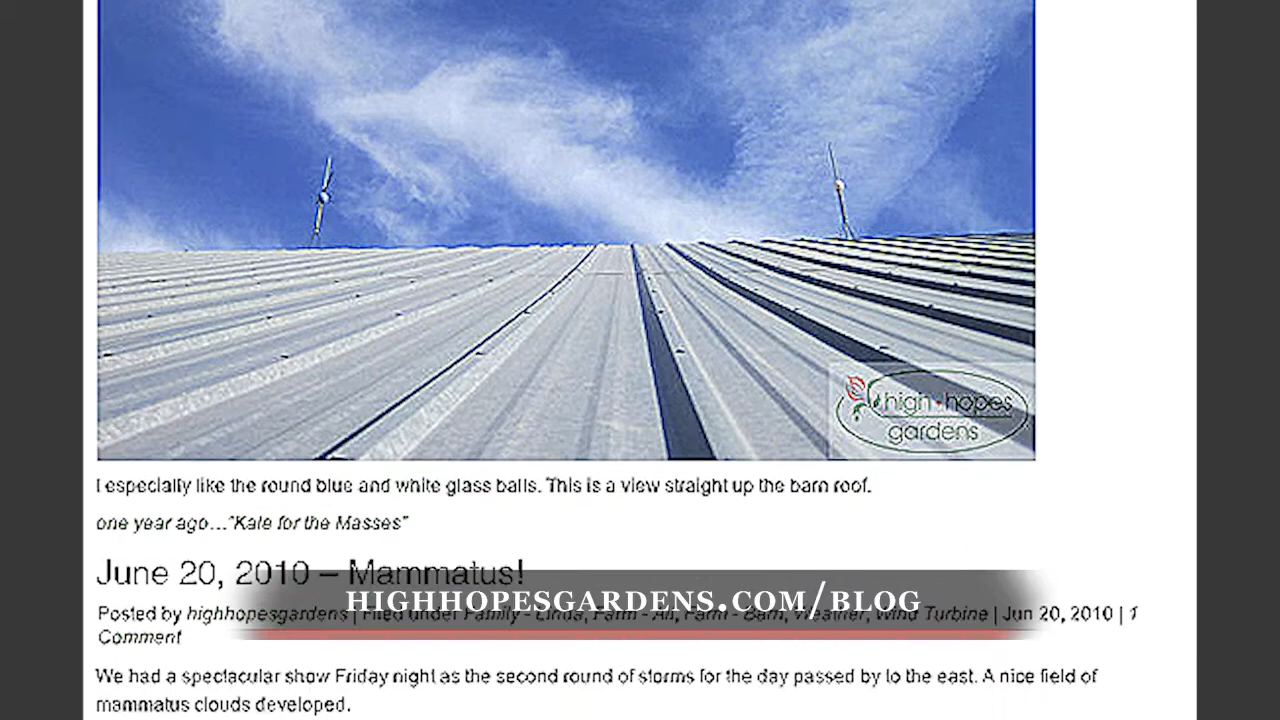 high hopes
gardens
I especially like the round blue and white glass balls. This is a view straight up the barn roof.
one year ago…"Kale for the Masses"
June 20, 2010 – Mammatus!
HIGHHOPESGARDENS.COM/BLOG
Posted by highhopesgardens | Filed under Family - Linda, Farm - All, Farm - Barn, Weather, Wind Turbine | Jun 20, 2010 | 1
Comment
We had a spectacular show Friday night as the second round of storms for the day passed by to the east. A nice field of
mammatus clouds developed.